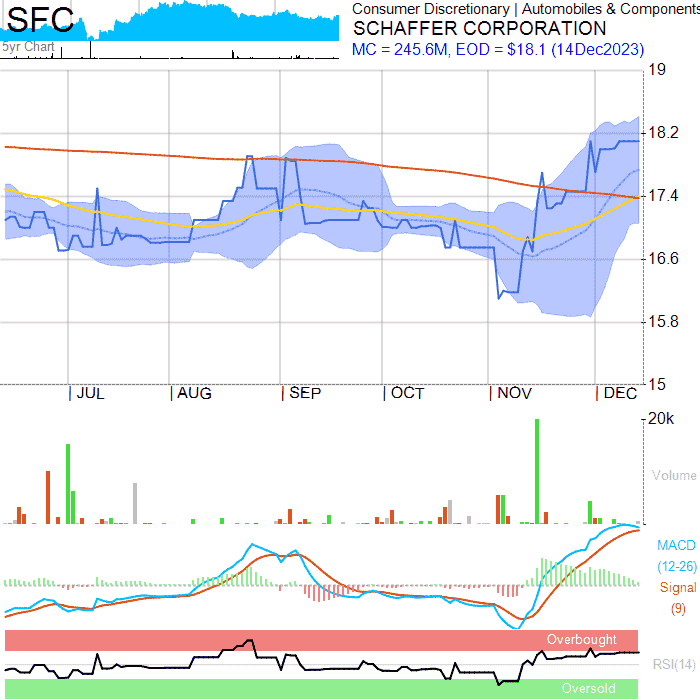 SFC
5yr Chart
Consumer Discretionary | Automobiles & Components
SCHAFFER CORPORATION
MC = 245.6M, EOD = $18.1 (14Dec2023)
19
18.2
17.4
16.6
15.8
15
JUL AUG SEP OCT NOV DEC
20k
Volume
MACD
(12-26)
Signal
(9)
Overbought
RSI(14)
Oversold